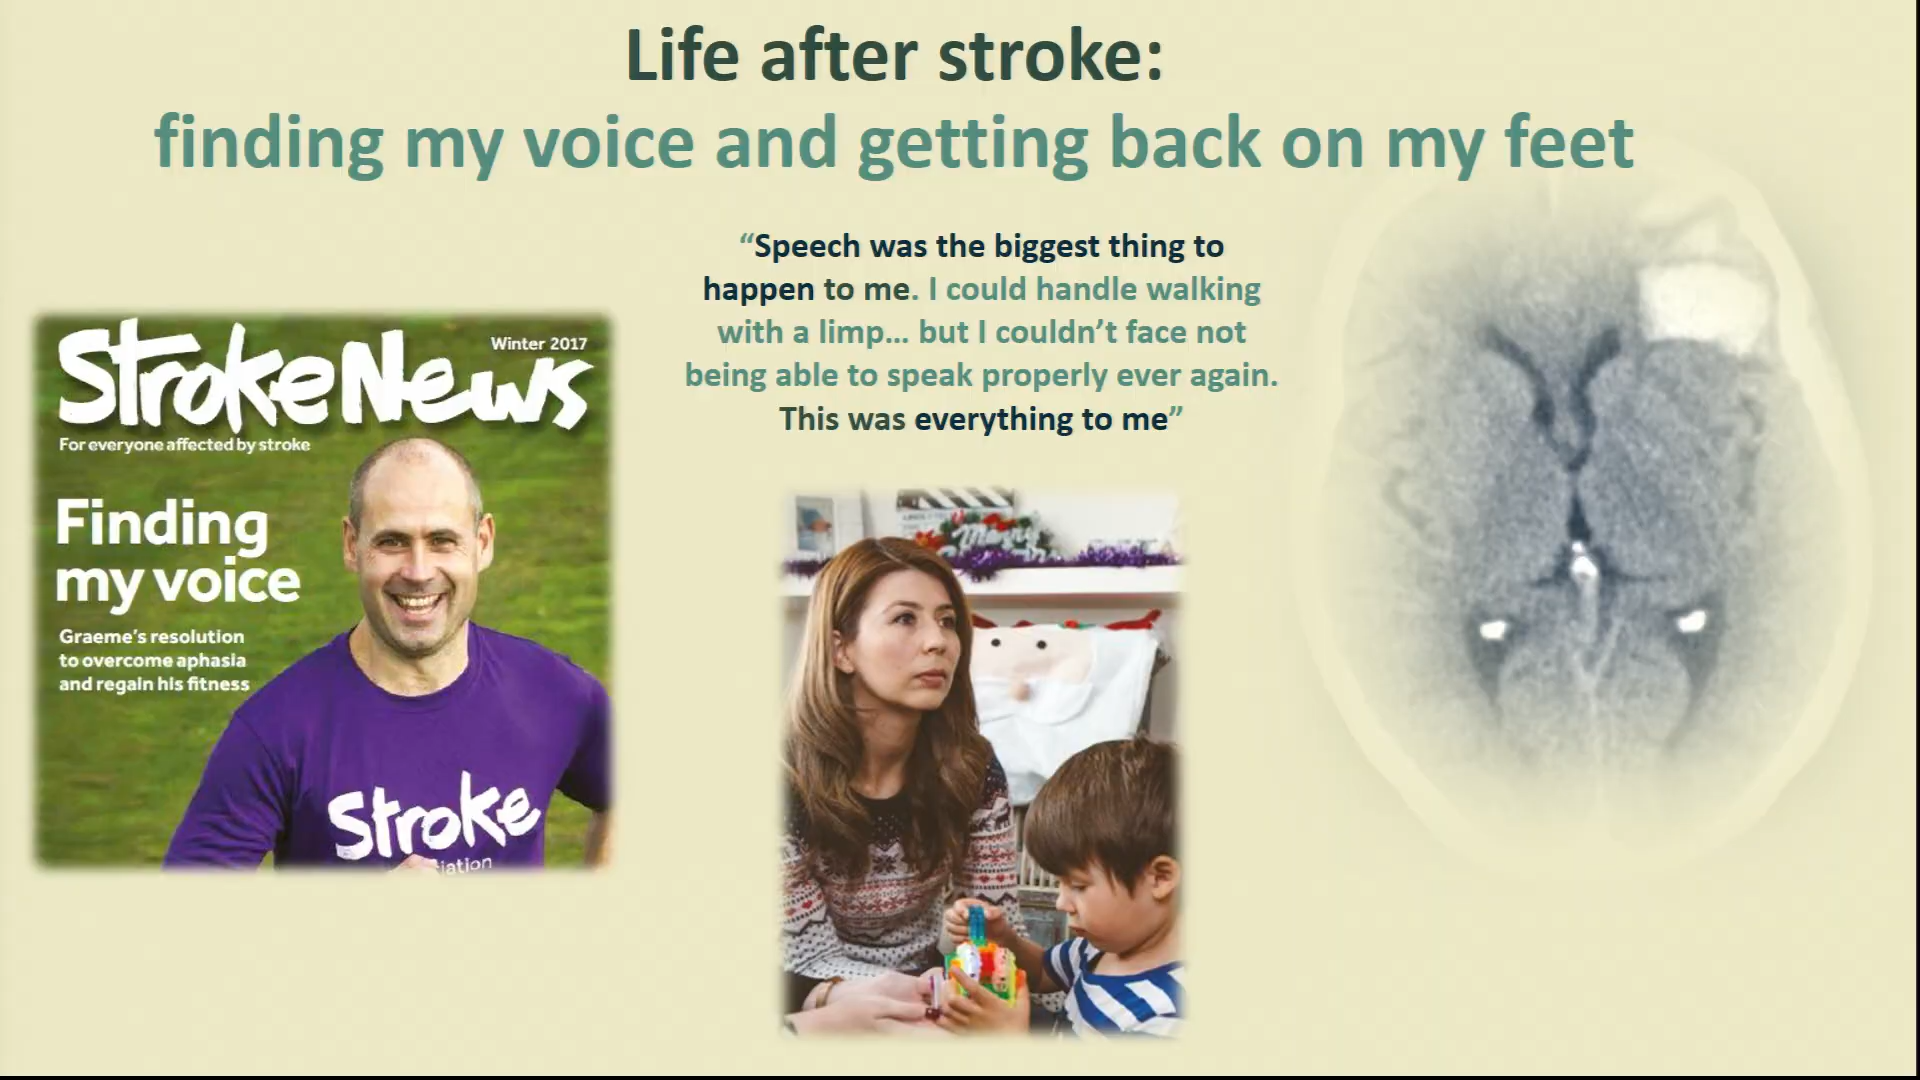 Life after stroke:
finding my voice and getting back on my feet
“Speech was the biggest thing to
happen to me. I could handle walking
with a limp... but I couldn’t face not
being able to speak properly ever again.
This was everything to me”
Winter 2017
StrokeNews
For everyone affected by stroke
Finding
my voice
Graeme’s resolution
to overcome aphasia
and regain his fitness
Stroke
iation
Merry